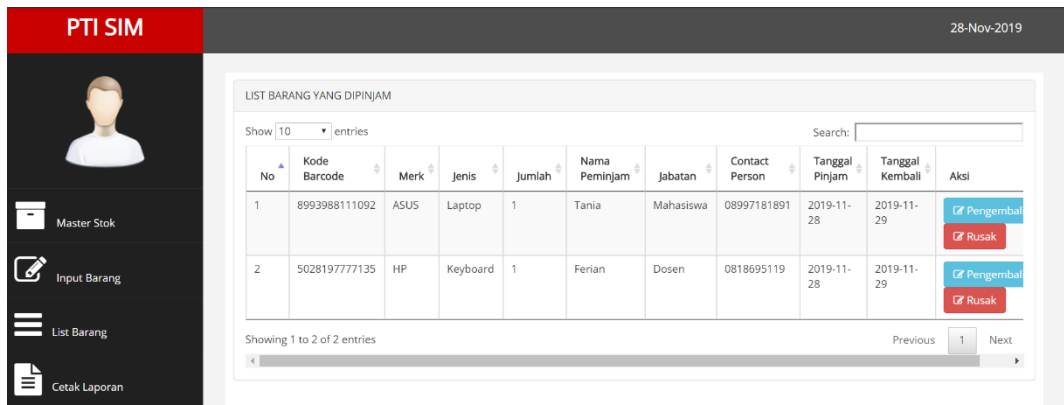 PTI SIM
28-Nov-2019
Master Stok
Input Barang
List Barang
Cetak Laporan
LIST BARANG YANG DIPINJAM
Show 10 entries
Search:
No Kode Barcode Merk Jenis Jumlah Nama Peminjam Jabatan Contact Person Tanggal Pinjam Tanggal Kembali Aksi
1 8993988111092 ASUS Laptop 1 Tania Mahasiswa 08997181891 2019-11-28 2019-11-29 Pengembal
Rusak
2 5028197777135 HP Keyboard 1 Ferian Dosen 0818695119 2019-11-28 2019-11-29 Pengembal
Rusak
Showing 1 to 2 of 2 entries
Previous 1 Next